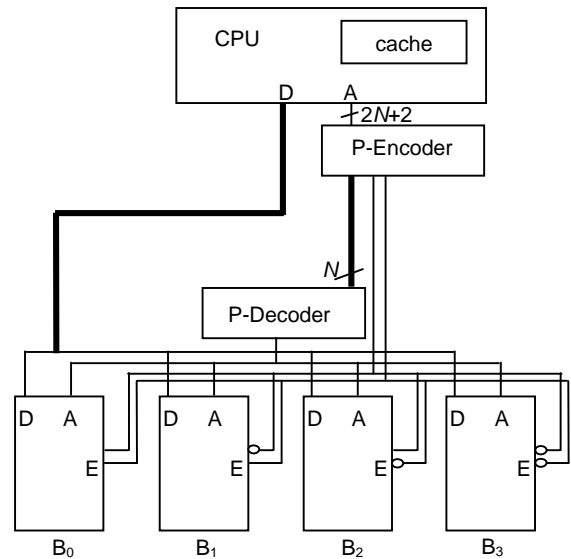 CPU
cache
D A
2N+2
P-Encoder
N
P-Decoder
D A D A D A D A
E E E E
B₀ B₁ B₂ B₃